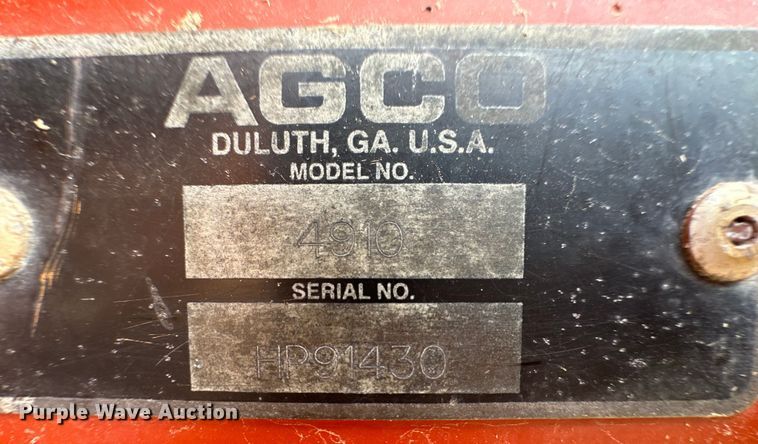 AGCO
DULUTH, GA. U.S.A.
MODEL NO.
4910
SERIAL NO.
HP91430
Purple Wave Auction